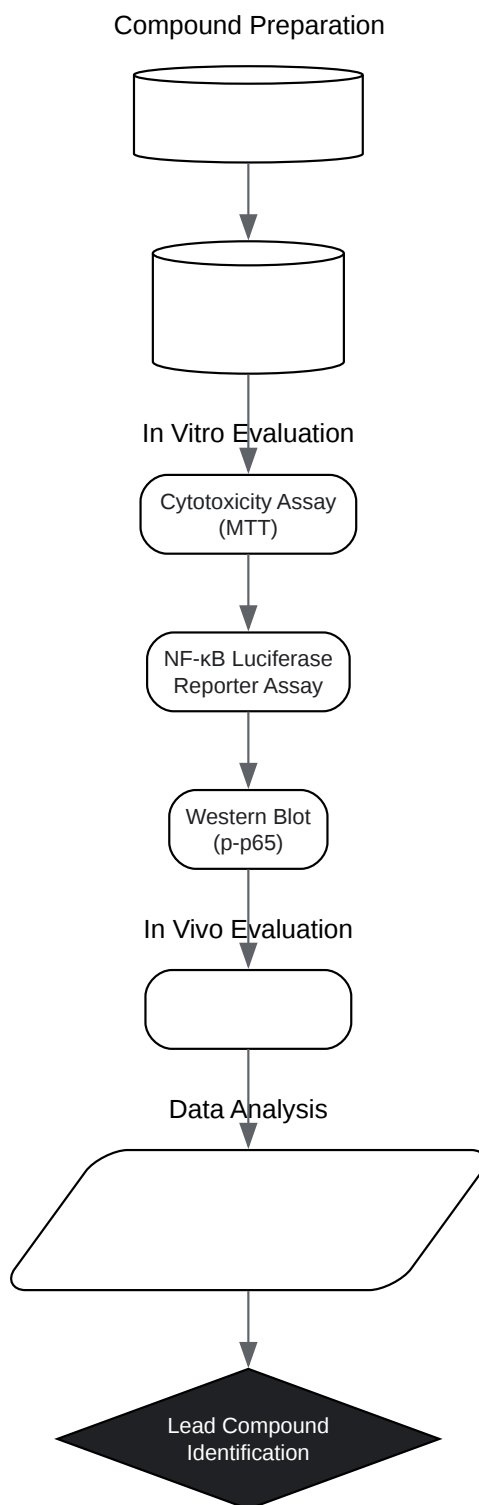 Compound Preparation
In Vitro Evaluation
Cytotoxicity Assay
(MTT)
NF-κB Luciferase
Reporter Assay
Western Blot
(p-p65)
In Vivo Evaluation
Data Analysis
Lead Compound
Identification